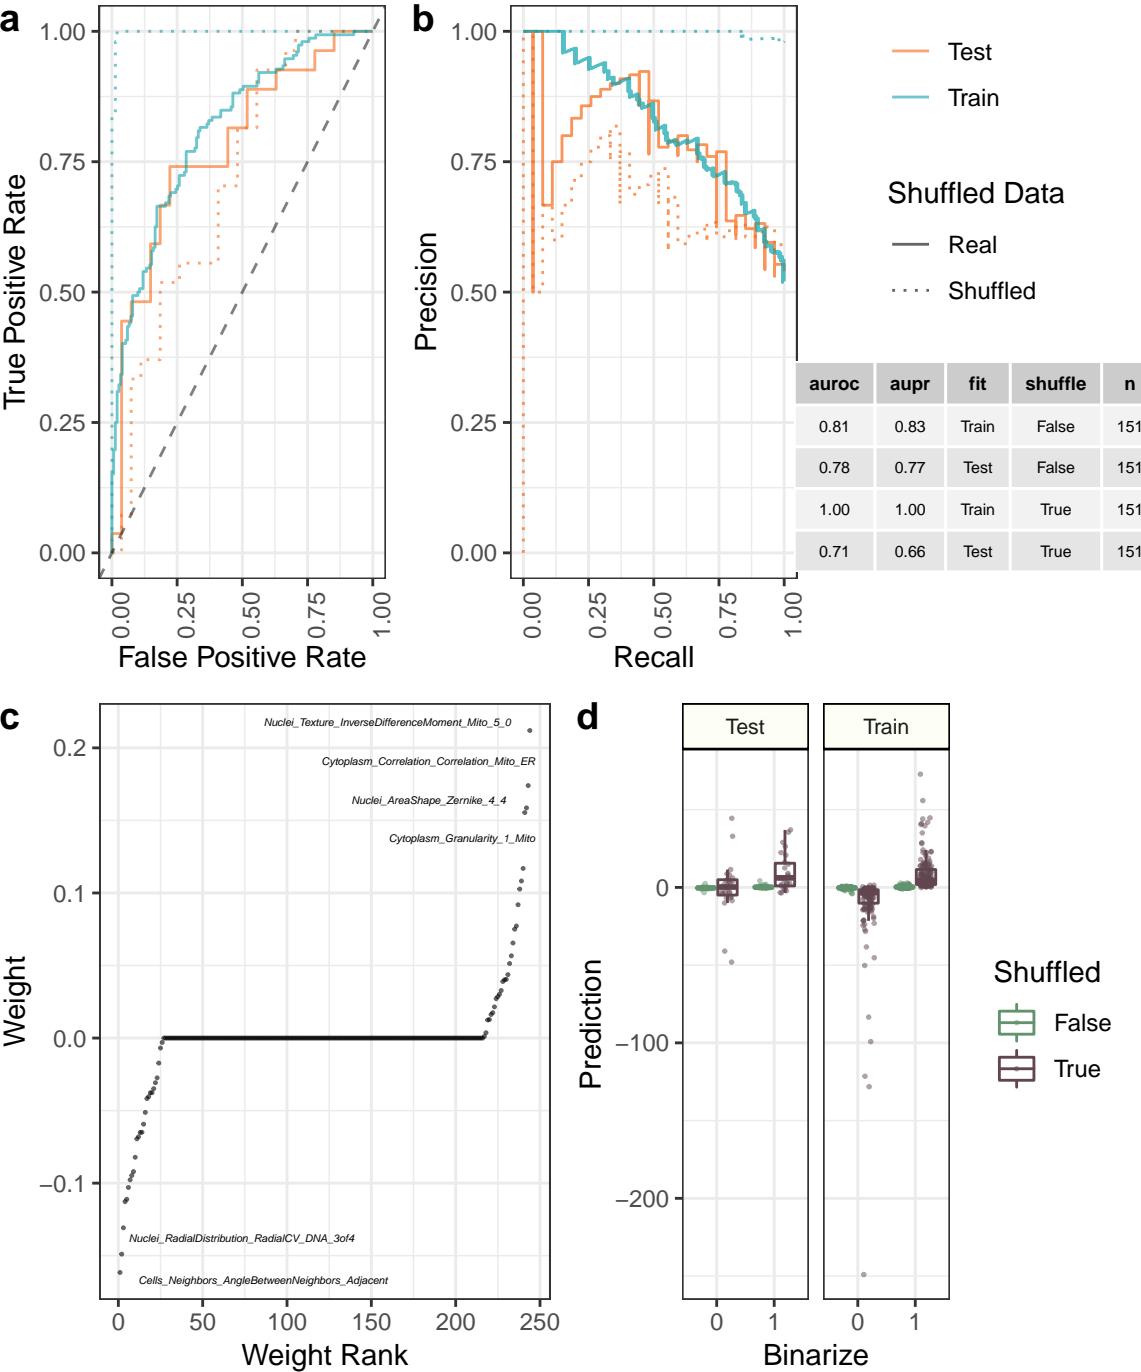 a
True Positive Rate
1.00
0.75
0.50
0.25
0.00
0.00
0.25
0.50
0.75
1.00
False Positive Rate
b
Precision
1.00
0.75
0.50
0.25
0.00
0.00
0.25
0.50
0.75
1.00
Recall
Test
Train
Shuffled Data
Real
Shuffled
auroc aupr fit shuffle n
0.81 0.83 Train False 151
0.78 0.77 Test False 151
1.00 1.00 Train True 151
0.71 0.66 Test True 151
c
Weight
0.2
0.1
0.0
−0.1
Nuclei_Texture_InverseDifferenceMoment_Mito_5_0
Cytoplasm_Correlation_Correlation_Mito_ER
Nuclei_AreaShape_Zernike_4_4
Cytoplasm_Granularity_1_Mito
Nuclei_RadialDistribution_RadialCV_DNA_3of4
Cells_Neighbors_AngleBetweenNeighbors_Adjacent
0 50 100 150 200 250
Weight Rank
d
Test Train
Prediction
0
−100
−200
0 1 0 1
Binarize
Shuffled
False
True